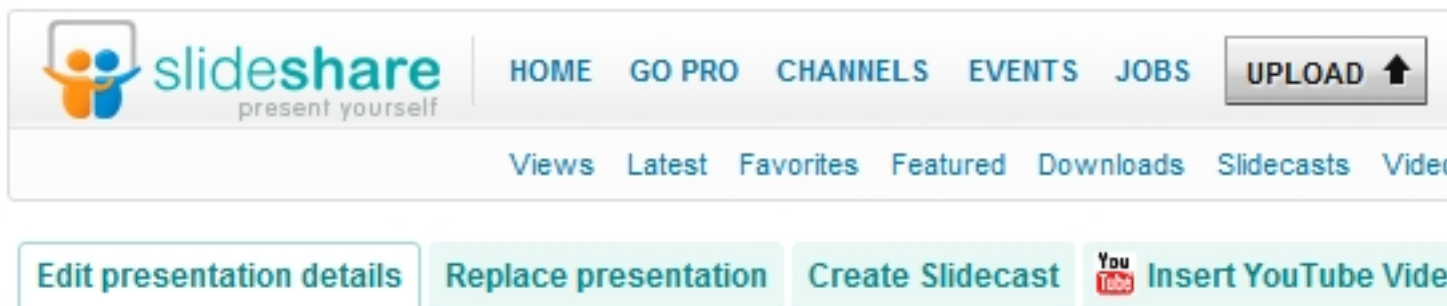 slideshare
present yourself
HOME GO PRO CHANNELS EVENTS JOBS UPLOAD
Views Latest Favorites Featured Downloads Slidecasts
Edit presentation details Replace presentation Create Slidecast You Tube Insert YouTube